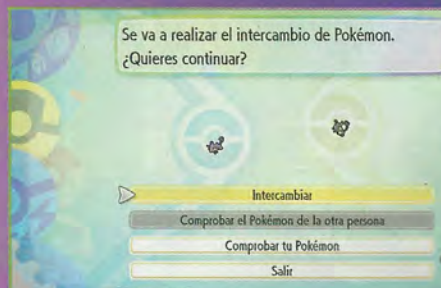 Se va a realizar el intercambio de Pokémon.
¿Quieres continuar?
Intercambiar
Comprobar el Pokémon de la otra persona
Comprobar tu Pokémon
Salir